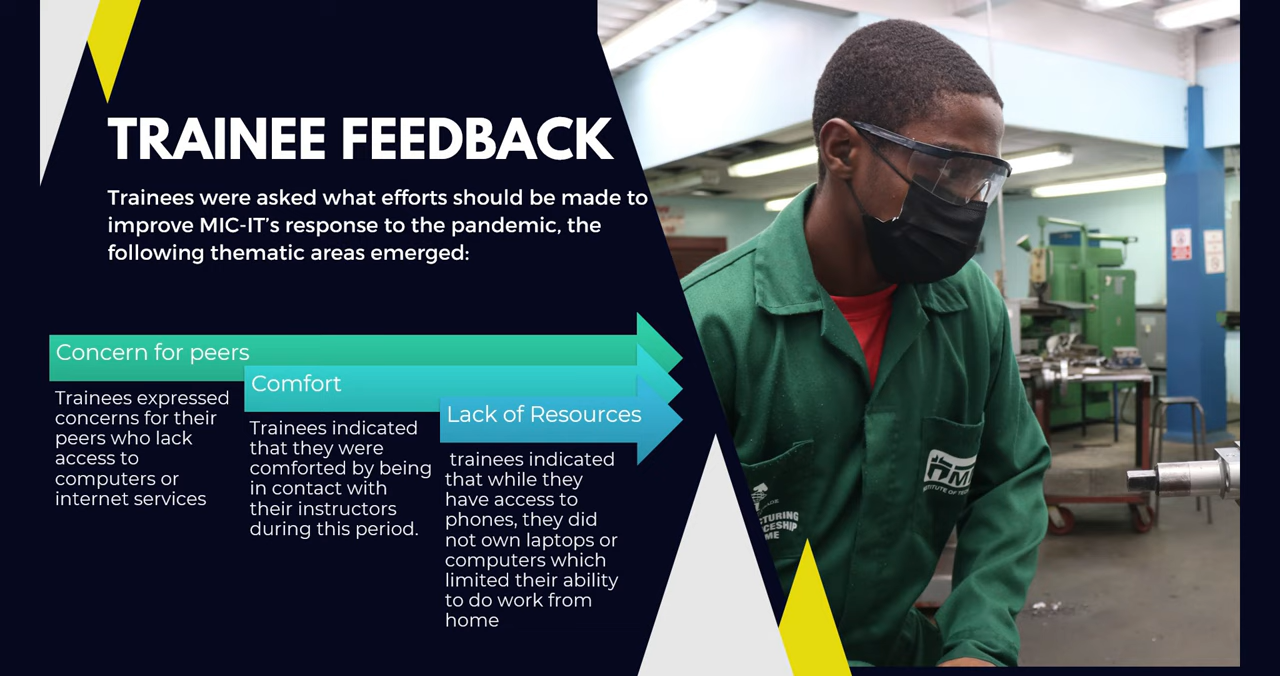 TRAINEE FEEDBACK
Trainees were asked what efforts should be made to
improve MIC-IT’s response to the pandemic, the
following thematic areas emerged:
Concern for peers
Trainees expressed
concerns for their
peers who lack
access to
computers or
internet services
Comfort
Trainees indicated
that they were
comforted by being
in contact with
their instructors
during this period.
Lack of Resources
trainees indicated
that while they
have access to
phones, they did
not own laptops or
computers which
limited their ability
to do work from
home